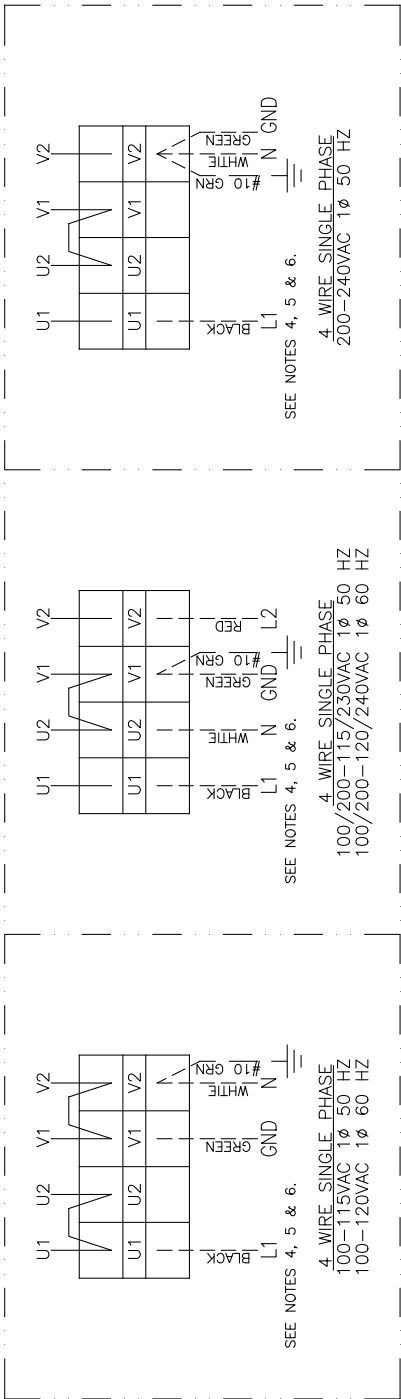 U1 U2 V1 V2
U1 U2 V1 V2
BLACK
GREEN
WHTIE
#10 GRN
L1 GND N
SEE NOTES 4, 5 & 6.
4 WIRE SINGLE PHASE
100-115VAC 1ø 50 HZ
100-120VAC 1ø 60 HZ
U1 U2 V1 V2
U1 U2 V1 V2
BLACK
WHTIE
GREEN
#10 GRN
RED
L1 N GND L2
SEE NOTES 4, 5 & 6.
4 WIRE SINGLE PHASE
100/200-115/230VAC 1ø 50 HZ
100/200-120/240VAC 1ø 60 HZ
U1 U2 V1 V2
U1 U2 V1 V2
BLACK
#10 GRN
WHTIE
GREEN
L1 N GND
SEE NOTES 4, 5 & 6.
4 WIRE SINGLE PHASE
200-240VAC 1ø 50 HZ